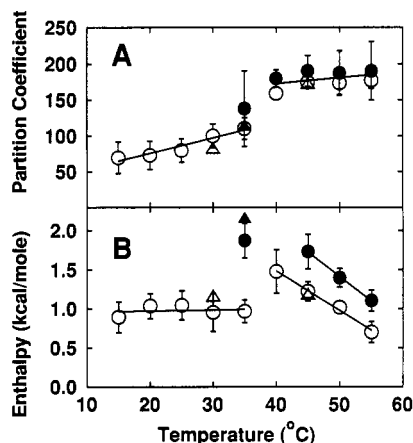 A
Partition Coefficient
250
200
150
100
50
B
Enthalpy (kcal/mole)
2.0
1.5
1.0
0.5
0.0
10 20 30 40 50 60
Temperature (°C)